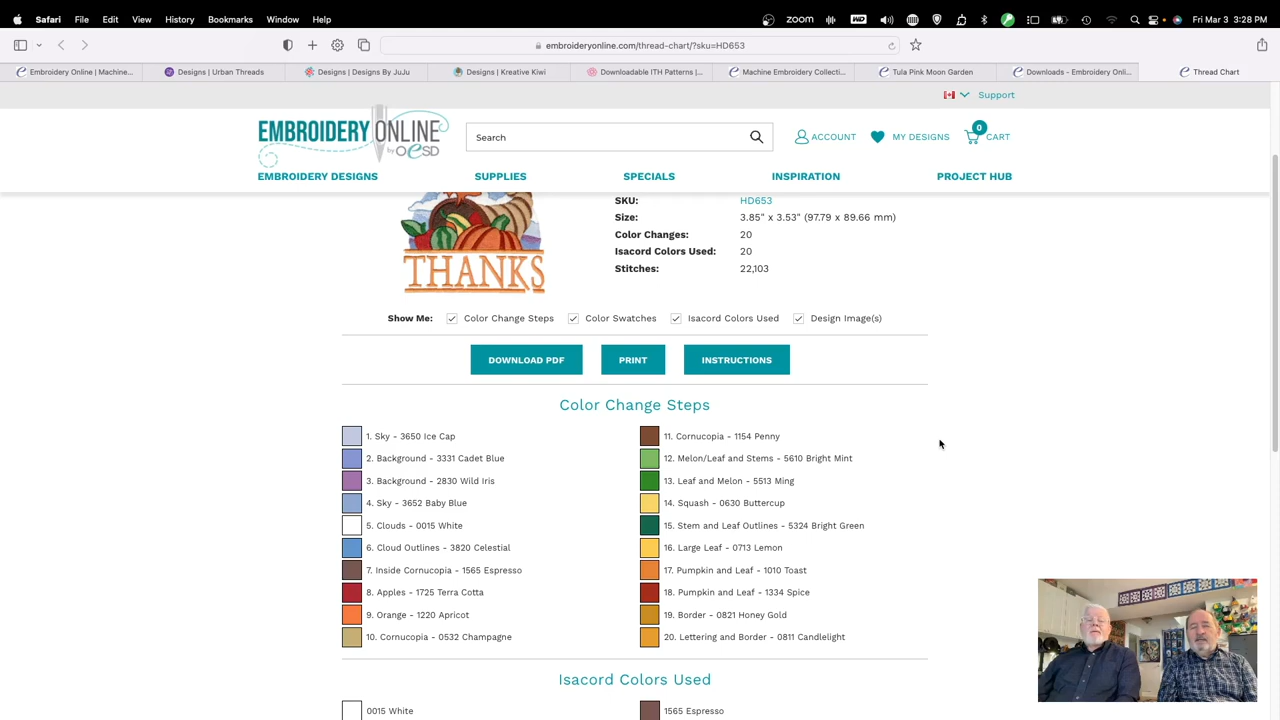 Safari File Edit View History Bookmarks Window Help zoom Fri Mar 3 3:28 PM
embroideryonline.com/thread-chart/?sku=HD653
Embroidery Online | Machine... Designs | Urban Threads Designs | Designs By JuJu Designs | Kreative Kiwi Downloadable ITH Patterns |... Machine Embroidery Collecti... Tula Pink Moon Garden Downloads - Embroidery Onli... Thread Chart
Support
EMBROIDERY ONLINE
by OESD
Search
ACCOUNT MY DESIGNS 0 CART
EMBROIDERY DESIGNS SUPPLIES SPECIALS INSPIRATION PROJECT HUB
THANKS
SKU: HD653
Size: 3.85" x 3.53" (97.79 x 89.66 mm)
Color Changes: 20
Isacord Colors Used: 20
Stitches: 22,103
Show Me: Color Change Steps Color Swatches Isacord Colors Used Design Image(s)
DOWNLOAD PDF PRINT INSTRUCTIONS
Color Change Steps
1. Sky - 3650 Ice Cap
2. Background - 3331 Cadet Blue
3. Background - 2830 Wild Iris
4. Sky - 3652 Baby Blue
5. Clouds - 0015 White
6. Cloud Outlines - 3820 Celestial
7. Inside Cornucopia - 1565 Espresso
8. Apples - 1725 Terra Cotta
9. Orange - 1220 Apricot
10. Cornucopia - 0532 Champagne
11. Cornucopia - 1154 Penny
12. Melon/Leaf and Stems - 5610 Bright Mint
13. Leaf and Melon - 5513 Ming
14. Squash - 0630 Buttercup
15. Stem and Leaf Outlines - 5324 Bright Green
16. Large Leaf - 0713 Lemon
17. Pumpkin and Leaf - 1010 Toast
18. Pumpkin and Leaf - 1334 Spice
19. Border - 0821 Honey Gold
20. Lettering and Border - 0811 Candlelight
Isacord Colors Used
0015 White
1565 Espresso